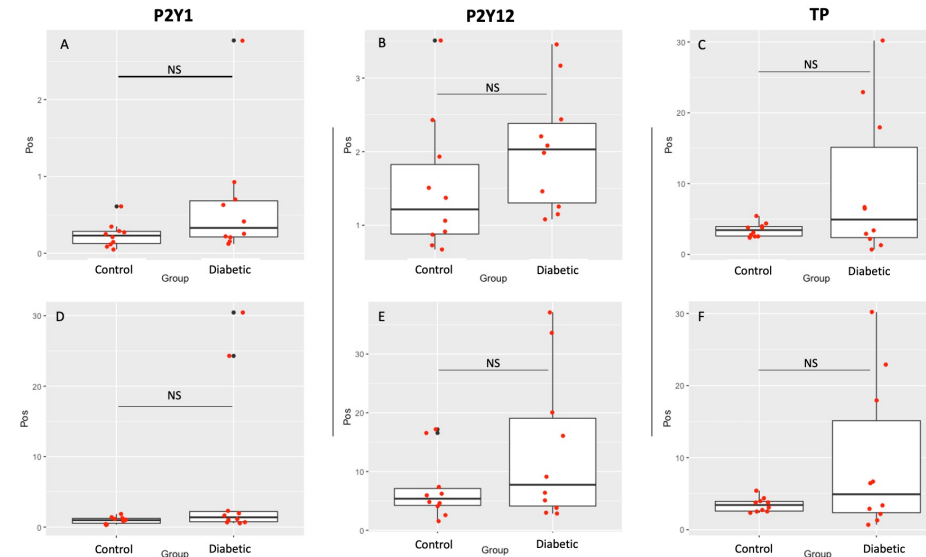 P2Y1 P2Y12 TP
A
NS
2
1
0
Pos
Control Diabetic
Group
B
NS
3
2
1
Pos
Control Diabetic
Group
C
NS
30
20
10
0
Pos
Control Diabetic
Group
D
NS
30
20
10
0
Pos
Control Diabetic
Group
E
NS
30
20
10
0
Pos
Control Diabetic
Group
F
NS
30
20
10
0
Pos
Control Diabetic
Group